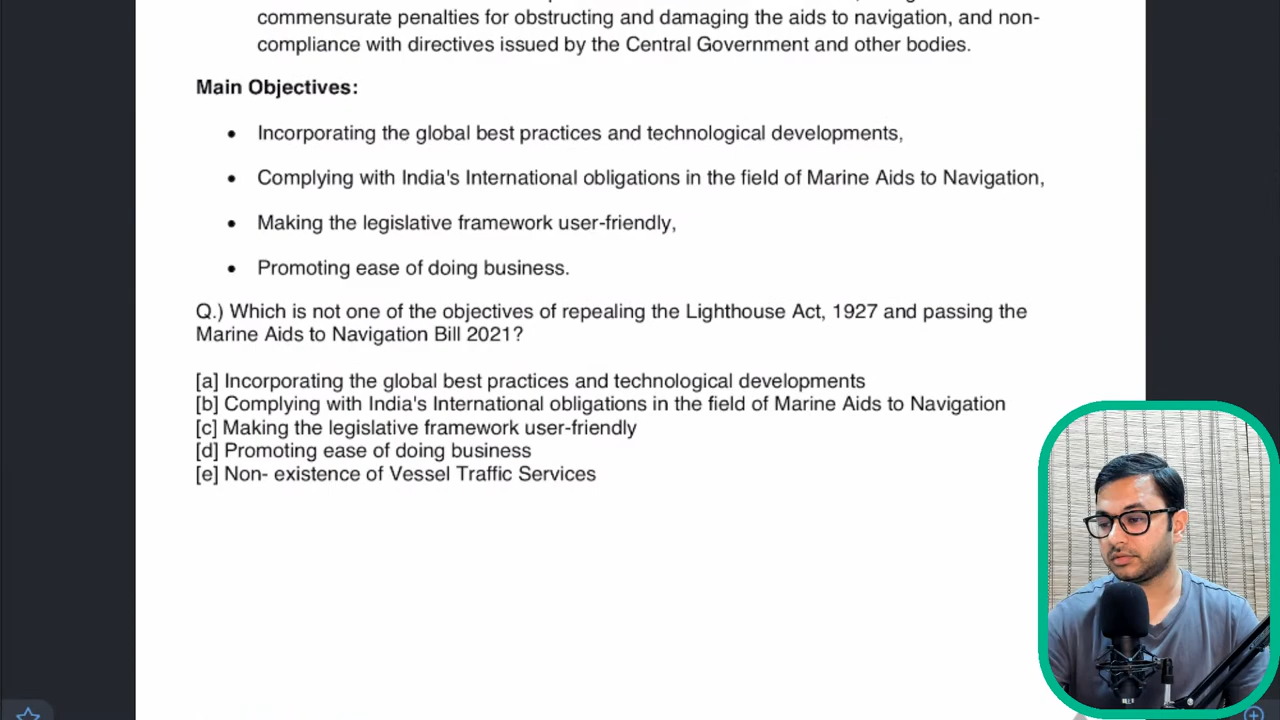 commensurate penalties for obstructing and damaging the aids to navigation, and non-
compliance with directives issued by the Central Government and other bodies.
Main Objectives:
• Incorporating the global best practices and technological developments,
• Complying with India's International obligations in the field of Marine Aids to Navigation,
• Making the legislative framework user-friendly,
• Promoting ease of doing business.
Q.) Which is not one of the objectives of repealing the Lighthouse Act, 1927 and passing the
Marine Aids to Navigation Bill 2021?
[a] Incorporating the global best practices and technological developments
[b] Complying with India's International obligations in the field of Marine Aids to Navigation
[c] Making the legislative framework user-friendly
[d] Promoting ease of doing business
[e] Non- existence of Vessel Traffic Services